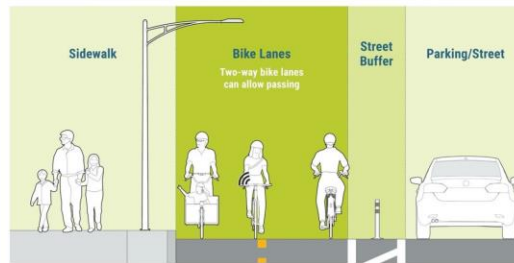 Sidewalk
Bike Lanes
Two-way bike lanes
can allow passing
Street
Buffer
Parking/Street